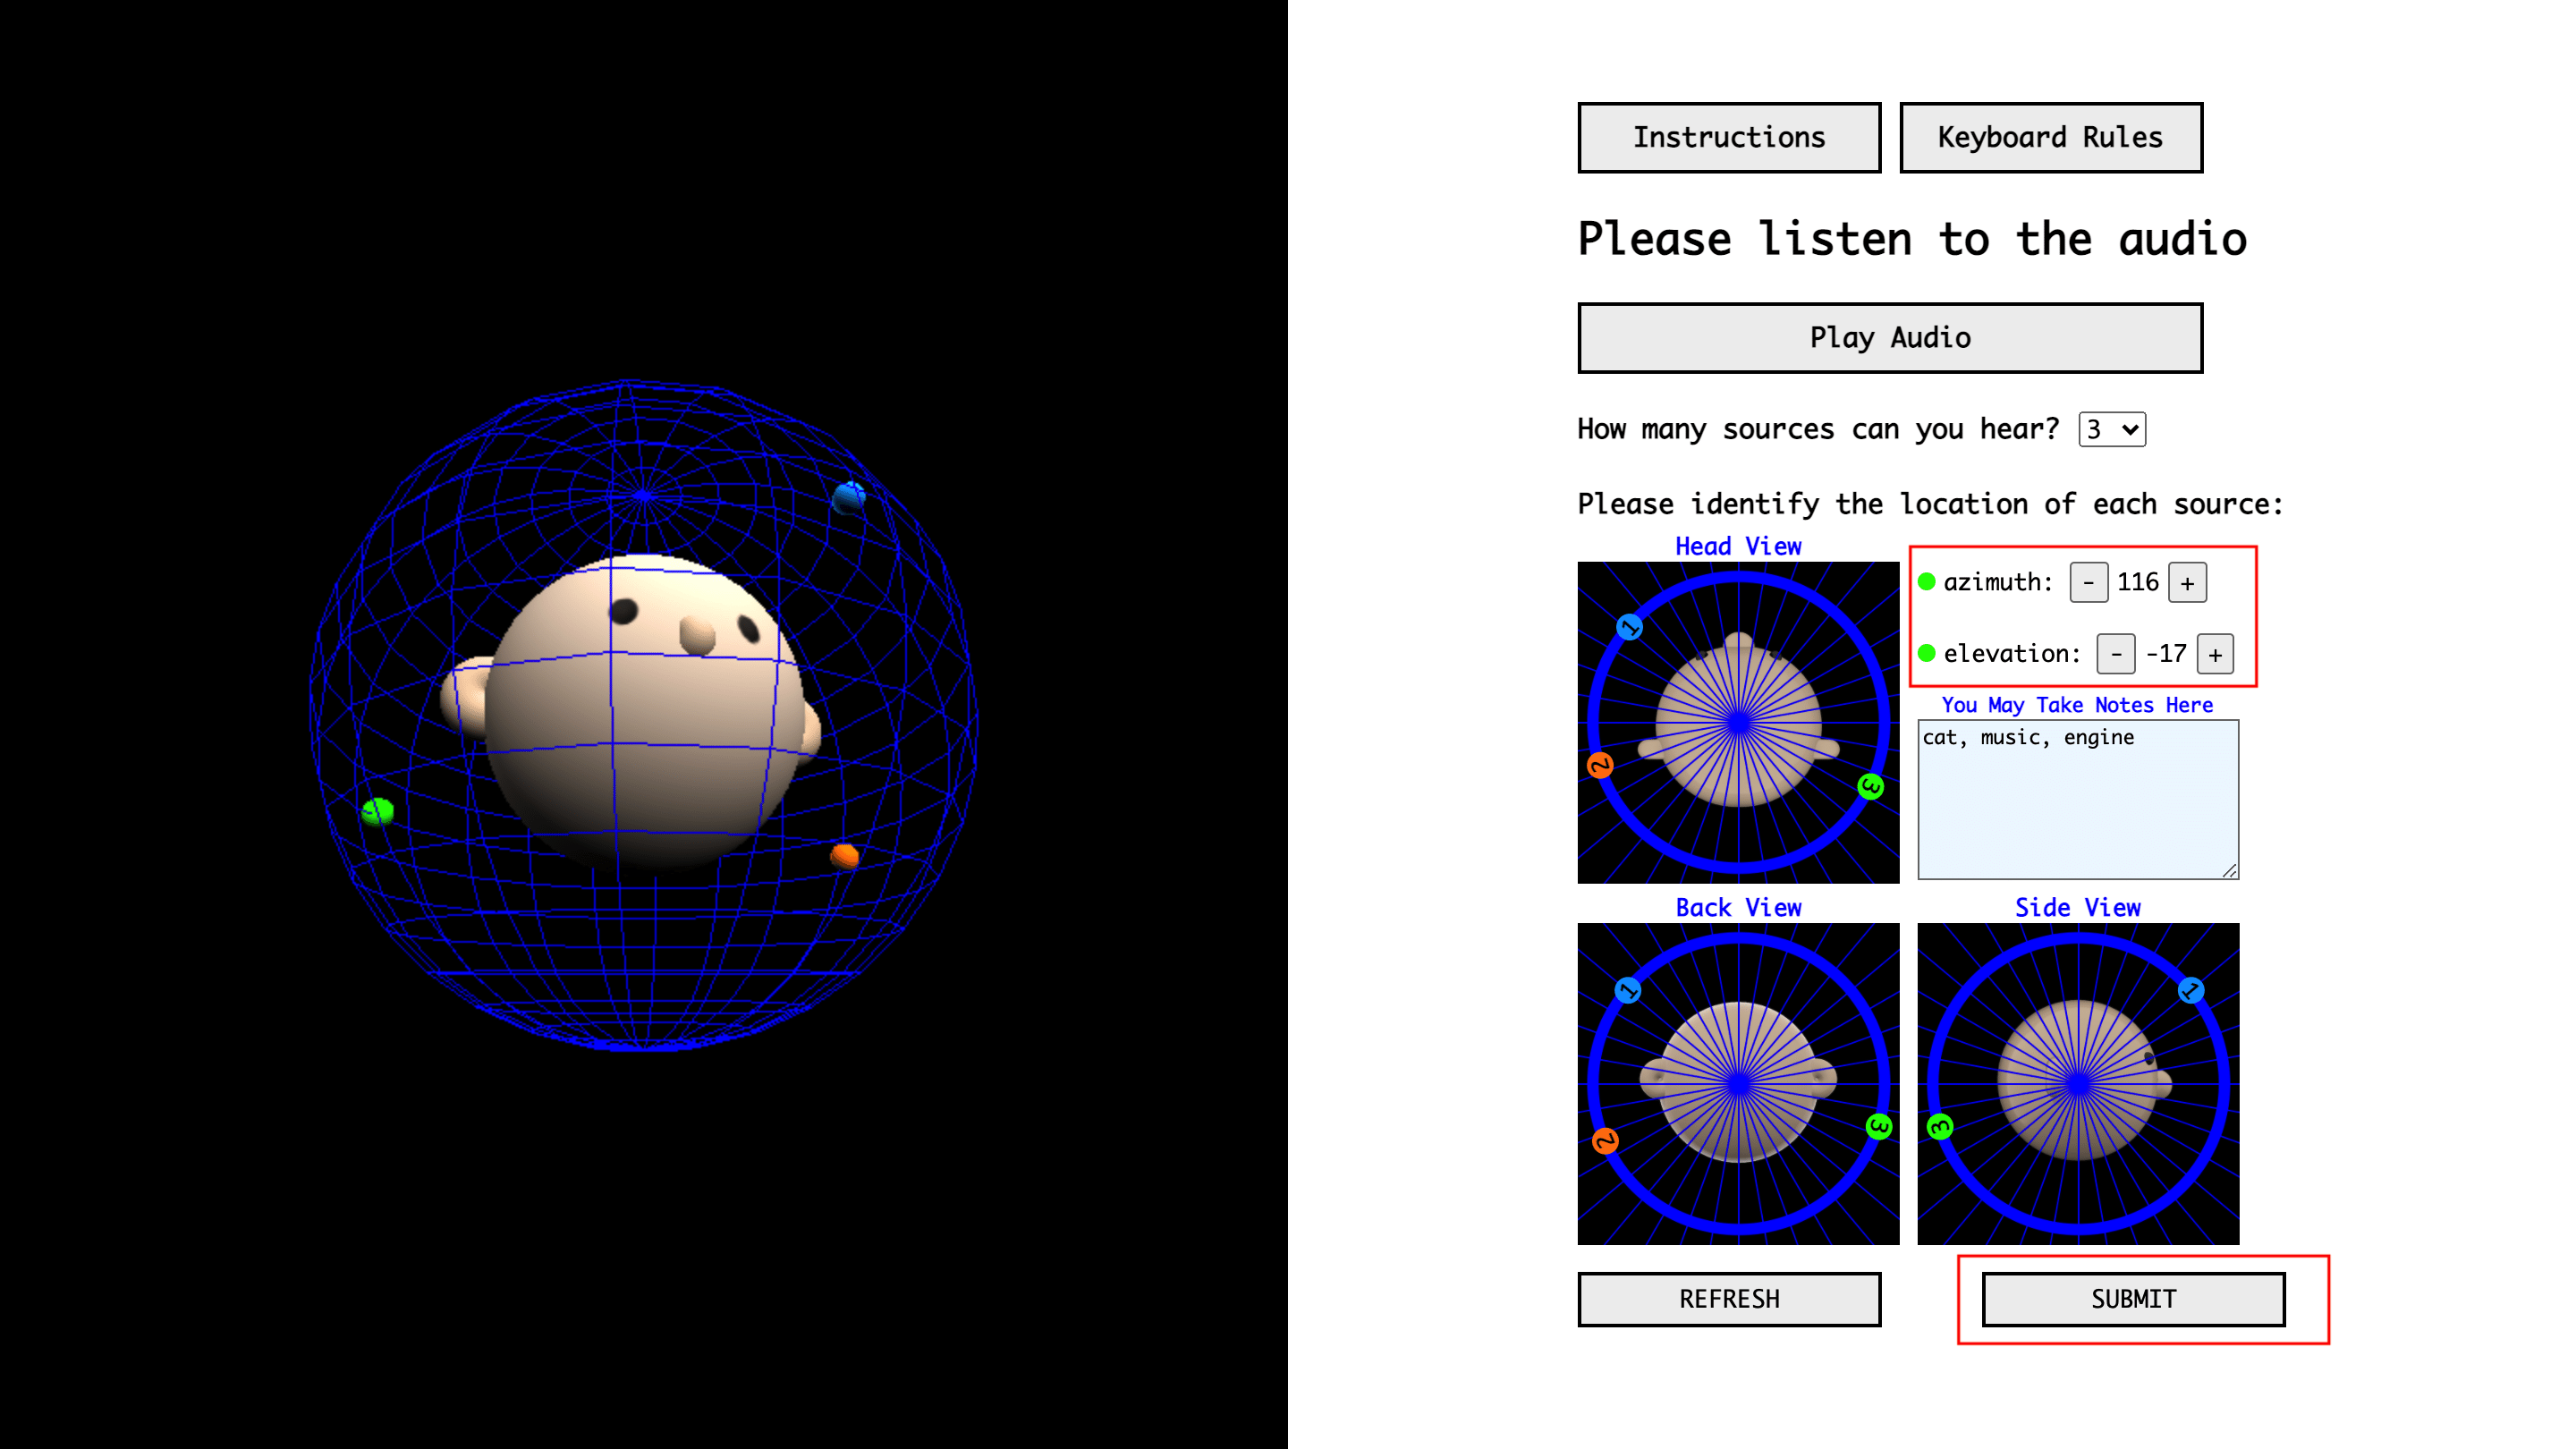 Instructions Keyboard Rules
Please listen to the audio
Play Audio
How many sources can you hear? 3
Please identify the location of each source:
Head View
1
2
3
azimuth: - 116 +
elevation: - -17 +
You May Take Notes Here
cat, music, engine
Back View
1
2
3
Side View
1
3
REFRESH
SUBMIT